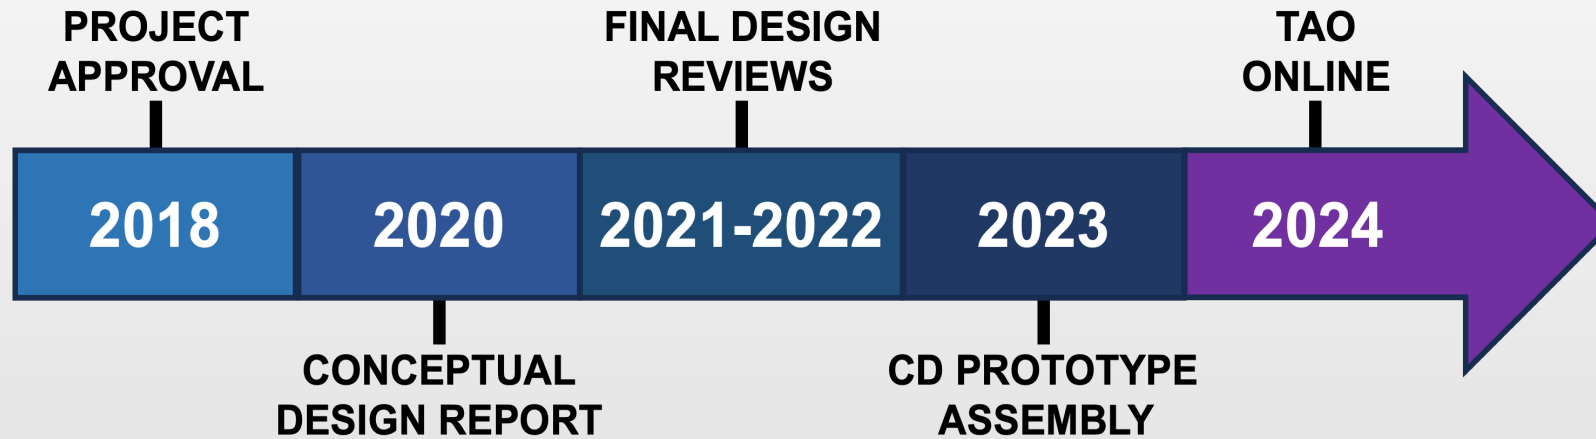 PROJECT
APPROVAL
FINAL DESIGN
REVIEWS
TAO
ONLINE
2018
2020
2021-2022
2023
2024
CONCEPTUAL
DESIGN REPORT
CD PROTOTYPE
ASSEMBLY